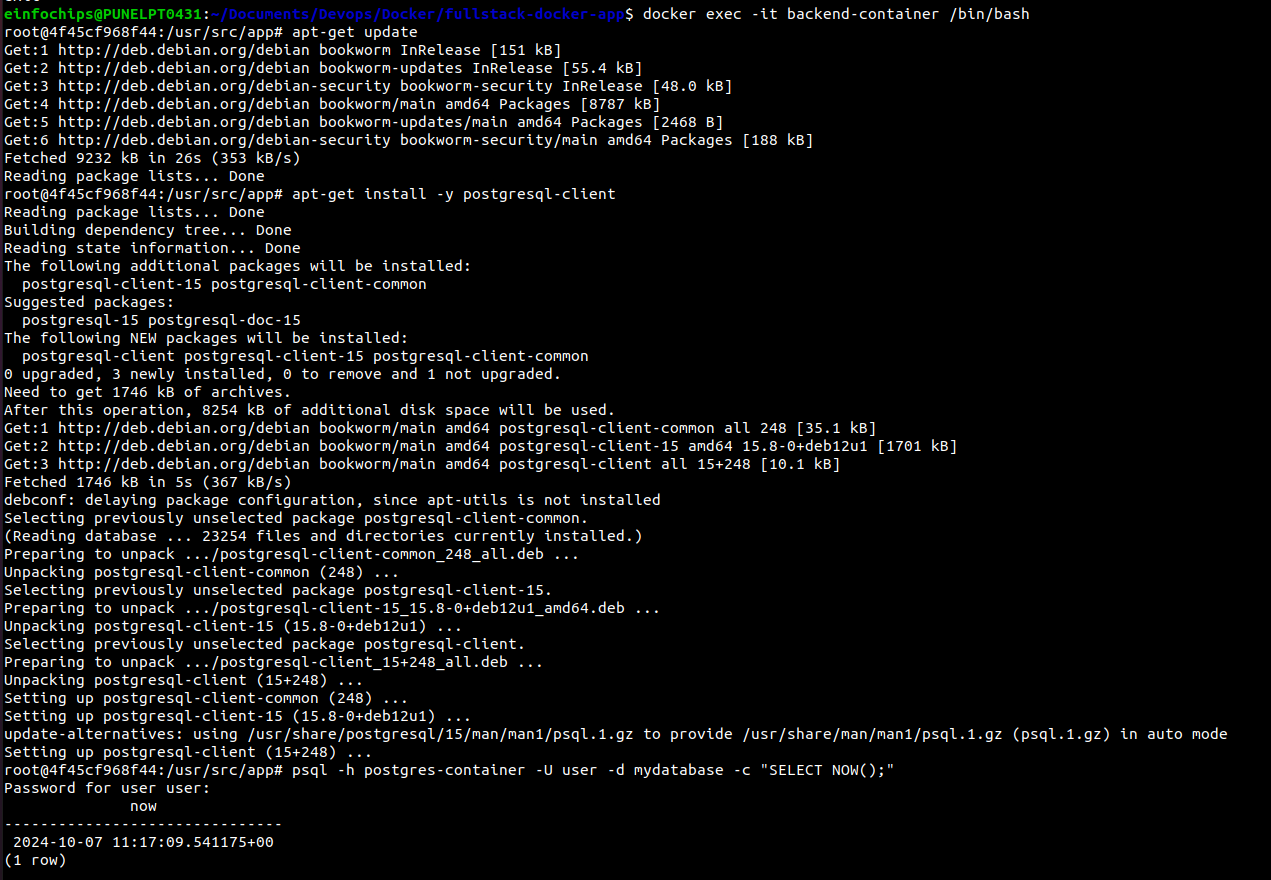 einfochips@PUNELPT0431:~/Documents/Devops/Docker/fullstack-docker-app$ docker exec -it backend-container /bin/bash
root@4f45cf968f44:/usr/src/app# apt-get update
Get:1 http://deb.debian.org/debian bookworm InRelease [151 kB]
Get:2 http://deb.debian.org/debian bookworm-updates InRelease [55.4 kB]
Get:3 http://deb.debian.org/debian-security bookworm-security InRelease [48.0 kB]
Get:4 http://deb.debian.org/debian bookworm/main amd64 Packages [8787 kB]
Get:5 http://deb.debian.org/debian bookworm-updates/main amd64 Packages [2468 B]
Get:6 http://deb.debian.org/debian-security bookworm-security/main amd64 Packages [188 kB]
Fetched 9232 kB in 26s (353 kB/s)
Reading package lists... Done
root@4f45cf968f44:/usr/src/app# apt-get install -y postgresql-client
Reading package lists... Done
Building dependency tree... Done
Reading state information... Done
The following additional packages will be installed:
  postgresql-client-15 postgresql-client-common
Suggested packages:
  postgresql-15 postgresql-doc-15
The following NEW packages will be installed:
  postgresql-client postgresql-client-15 postgresql-client-common
0 upgraded, 3 newly installed, 0 to remove and 1 not upgraded.
Need to get 1746 kB of archives.
After this operation, 8254 kB of additional disk space will be used.
Get:1 http://deb.debian.org/debian bookworm/main amd64 postgresql-client-common all 248 [35.1 kB]
Get:2 http://deb.debian.org/debian bookworm/main amd64 postgresql-client-15 amd64 15.8-0+deb12u1 [1701 kB]
Get:3 http://deb.debian.org/debian bookworm/main amd64 postgresql-client all 15+248 [10.1 kB]
Fetched 1746 kB in 5s (367 kB/s)
debconf: delaying package configuration, since apt-utils is not installed
Selecting previously unselected package postgresql-client-common.
(Reading database ... 23254 files and directories currently installed.)
Preparing to unpack .../postgresql-client-common_248_all.deb ...
Unpacking postgresql-client-common (248) ...
Selecting previously unselected package postgresql-client-15.
Preparing to unpack .../postgresql-client-15_15.8-0+deb12u1_amd64.deb ...
Unpacking postgresql-client-15 (15.8-0+deb12u1) ...
Selecting previously unselected package postgresql-client.
Preparing to unpack .../postgresql-client_15+248_all.deb ...
Unpacking postgresql-client (15+248) ...
Setting up postgresql-client-common (248) ...
Setting up postgresql-client-15 (15.8-0+deb12u1) ...
update-alternatives: using /usr/share/postgresql/15/man/man1/psql.1.gz to provide /usr/share/man/man1/psql.1.gz (psql.1.gz) in auto mode
Setting up postgresql-client (15+248) ...
root@4f45cf968f44:/usr/src/app# psql -h postgres-container -U user -d mydatabase -c "SELECT NOW();"
Password for user user:
              now
-------------------------------
 2024-10-07 11:17:09.541175+00
(1 row)